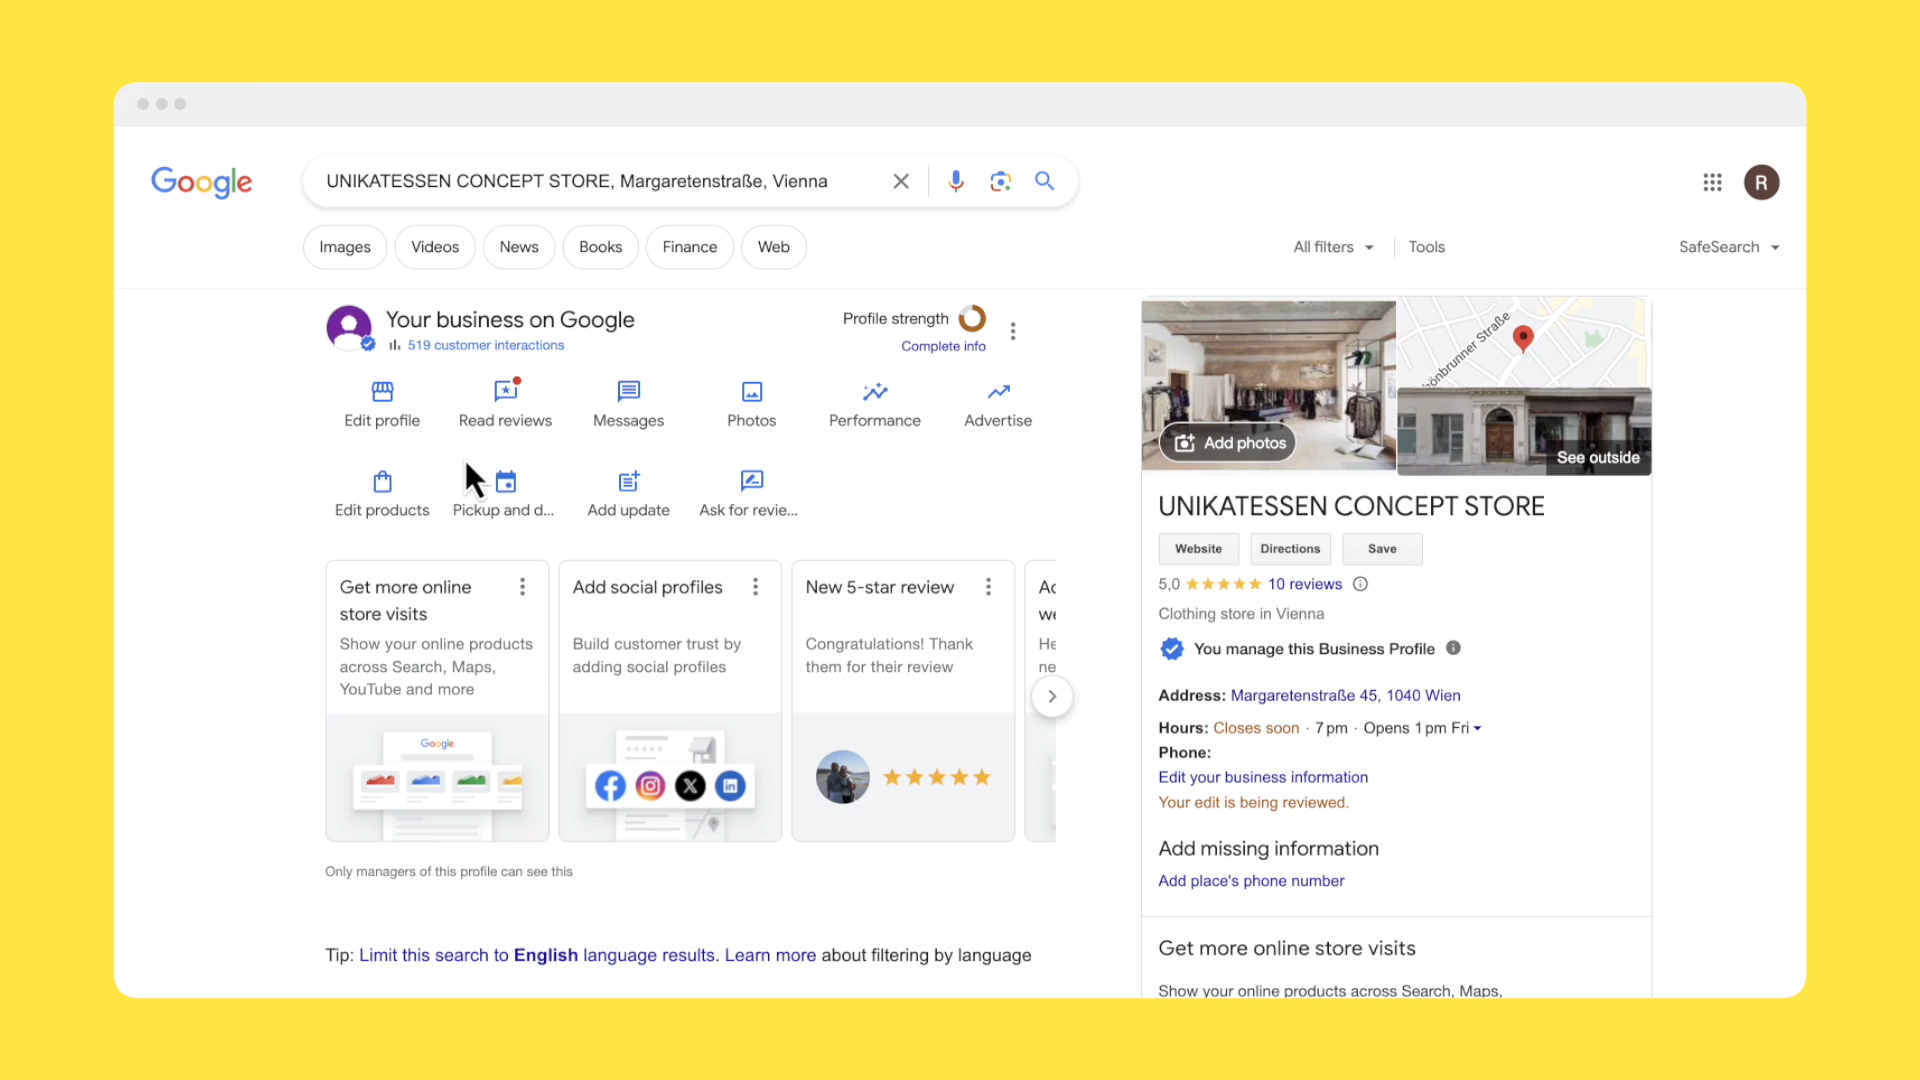 Google
UNIKATESSEN CONCEPT STORE, Margaretenstraße, Vienna
R
Images
Videos
News
Books
Finance
Web
All filters
Tools
SafeSearch
Your business on Google
519 customer interactions
Profile strength
Complete info
Edit profile
Read reviews
Messages
Photos
Performance
Advertise
Edit products
Pickup and d...
Add update
Ask for revie...
Get more online
store visits
Show your online products
across Search, Maps,
YouTube and more
Google
Add social profiles
Build customer trust by
adding social profiles
New 5-star review
Congratulations! Thank
them for their review
Ac
we
He
ne
Only managers of this profile can see this
Tip: Limit this search to English language results. Learn more about filtering by language
Add photos
önbrunner Straße
See outside
UNIKATESSEN CONCEPT STORE
Website
Directions
Save
5,0
10 reviews
Clothing store in Vienna
You manage this Business Profile
Address: Margaretenstraße 45, 1040 Wien
Hours: Closes soon · 7 pm · Opens 1 pm Fri
Phone:
Edit your business information
Your edit is being reviewed.
Add missing information
Add place's phone number
Get more online store visits
Show your online products across Search, Maps,